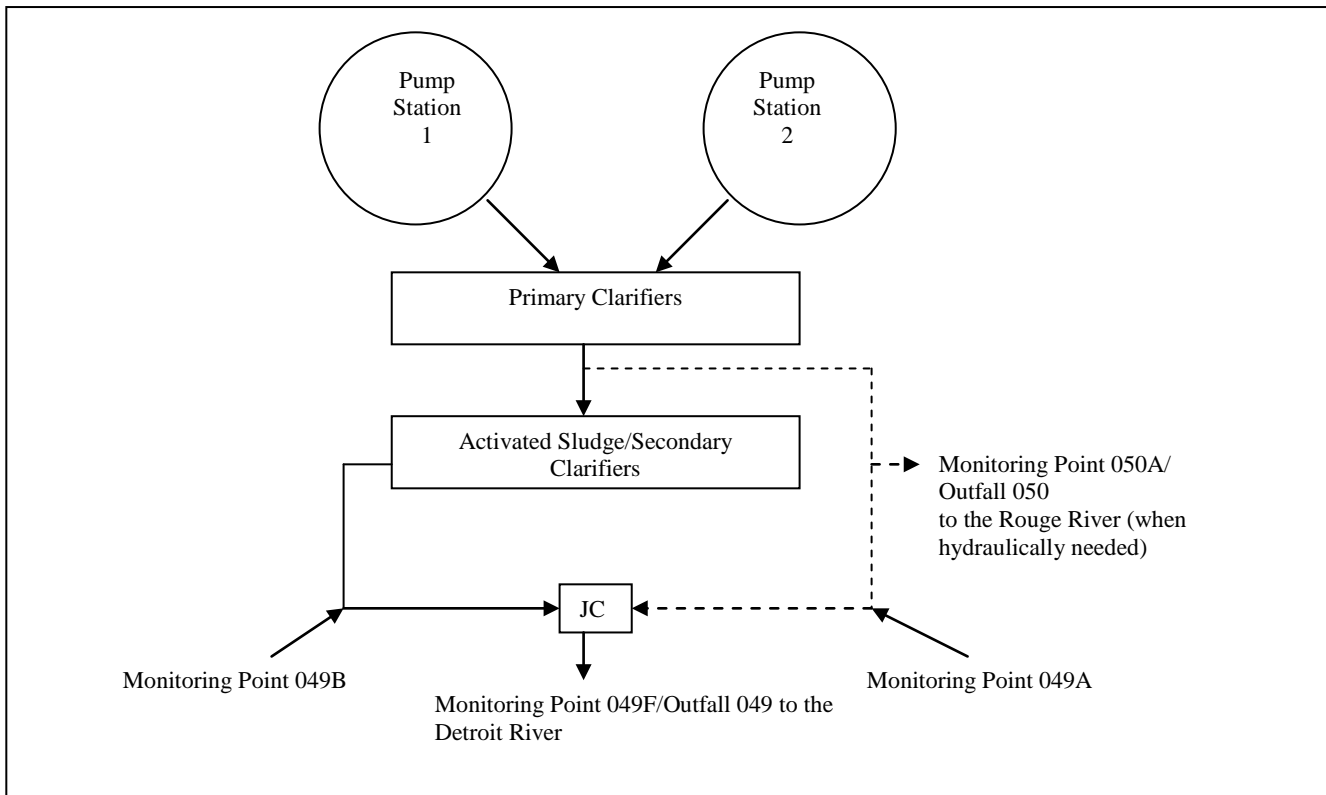 Pump
Station
1
Pump
Station
2
Primary Clarifiers
Activated Sludge/Secondary
Clarifiers
Monitoring Point 050A/
Outfall 050
to the Rouge River (when
hydraulically needed)
JC
Monitoring Point 049B
Monitoring Point 049A
Monitoring Point 049F/Outfall 049 to the
Detroit River